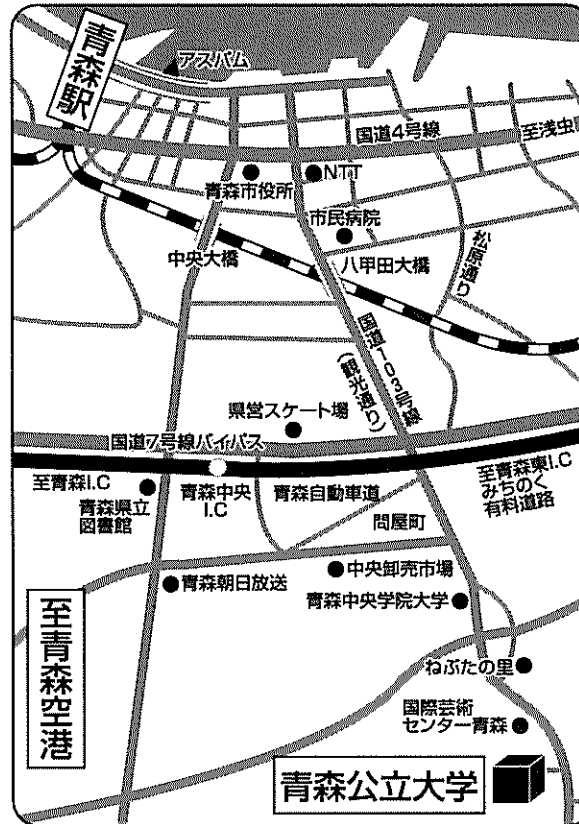 アスパム
青森駅
国道4号線
至浅虫
青森市役所
NTT
市民病院
中央大橋
八甲田大橋
松原通り
国道103号線
(観光通り)
県営スケート場
国道7号線バイパス
至青森I.C
青森県立
図書館
青森中央
I.C
青森自動車道
至青森東I.C
みちのく
有料道路
問屋町
中央卸売市場
青森朝日放送
青森中央学院大学
至青森空港
ねぶたの里
国際芸術
センター青森
青森公立大学